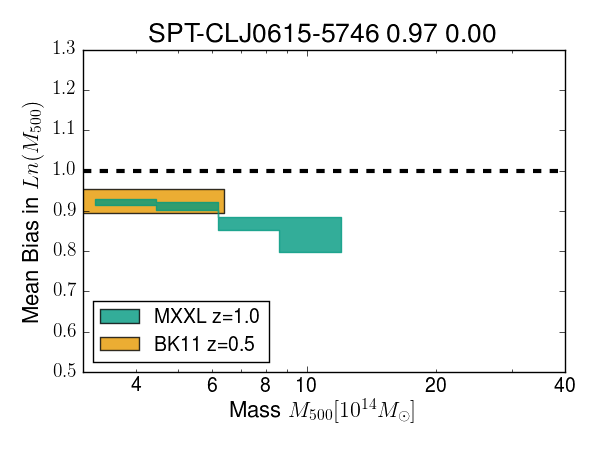 SPT-CLJ0615-5746 0.97 0.00
Mean Bias in Ln(M500)
1.3
1.2
1.1
1.0
0.9
0.8
0.7
0.6
0.5
MXXL z=1.0
BK11 z=0.5
4 6 8 10 20 40
Mass M500[10^14 M⊙]